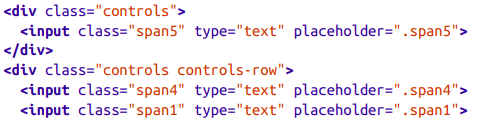 <div class="controls">
  <input class="span5" type="text" placeholder=".span5">
</div>
<div class="controls controls-row">
  <input class="span4" type="text" placeholder=".span4">
  <input class="span1" type="text" placeholder=".span1">